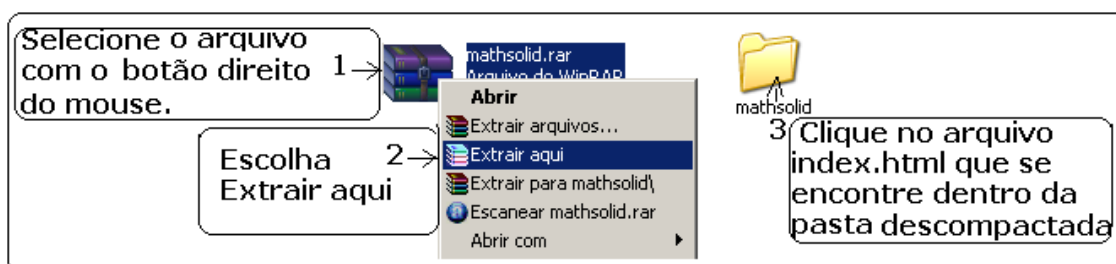 Selecione o arquivo
com o botão direito
do mouse.
1
mathsolid.rar
Arquivo do WinRAR
Abrir
Extrair arquivos...
Escolha
Extrair aqui
2
Extrair aqui
Extrair para mathsolid\
Escanear mathsolid.rar
Abrir com
mathsolid
3
Clique no arquivo
index.html que se
encontre dentro da
pasta descompactada